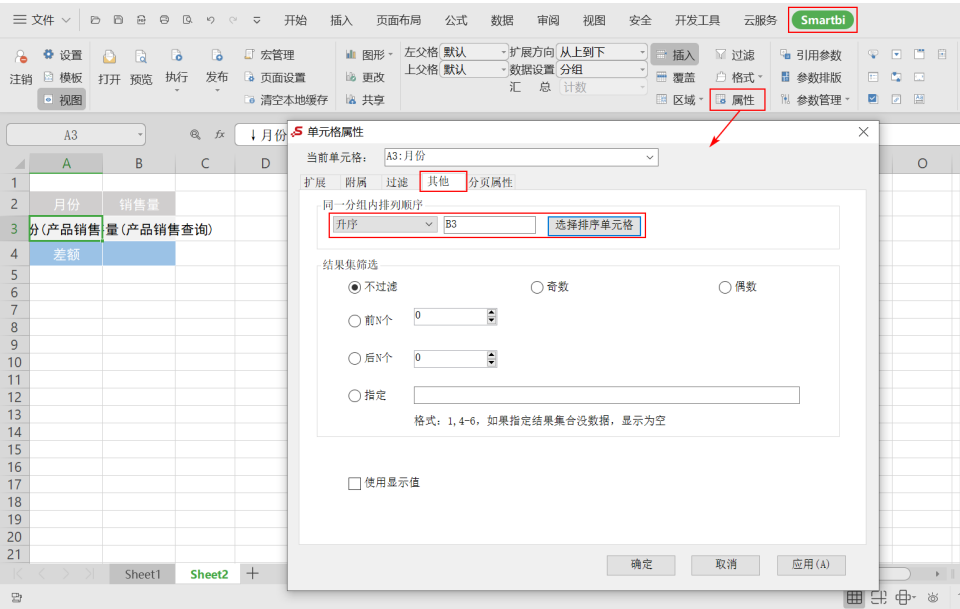 文件 开始 插入 页面布局 公式 数据 审阅 视图 安全 开发工具 云服务 Smartbi
设置 宏管理 图形 左父格 默认 扩展方向 从上到下 插入 过滤 引用参数
注销 模板 打开 预览 执行 发布 页面设置 更改 上父格 默认 数据设置 分组 覆盖 格式 参数排版
视图 清空本地缓存 共享 汇 总 计数 区域 属性 参数管理
A3 fx ↓月份
单元格属性
当前单元格: A3:月份
扩展 附属 过滤 其他 分页属性
A B C D O
同一分组内排列顺序
升序 B3 选择排序单元格
结果集筛选
不过滤 奇数 偶数
前N个 0
后N个 0
指定
格式: 1,4-6, 如果指定结果集合没数据, 显示为空
使用显示值
确定 取消 应用(A)
1
2 月份 销售量
3 份(产品销售 量(产品销售查询)
4 差额
5
6
7
8
9
10
11
12
13
14
15
16
17
18
19
20
21
Sheet1 Sheet2